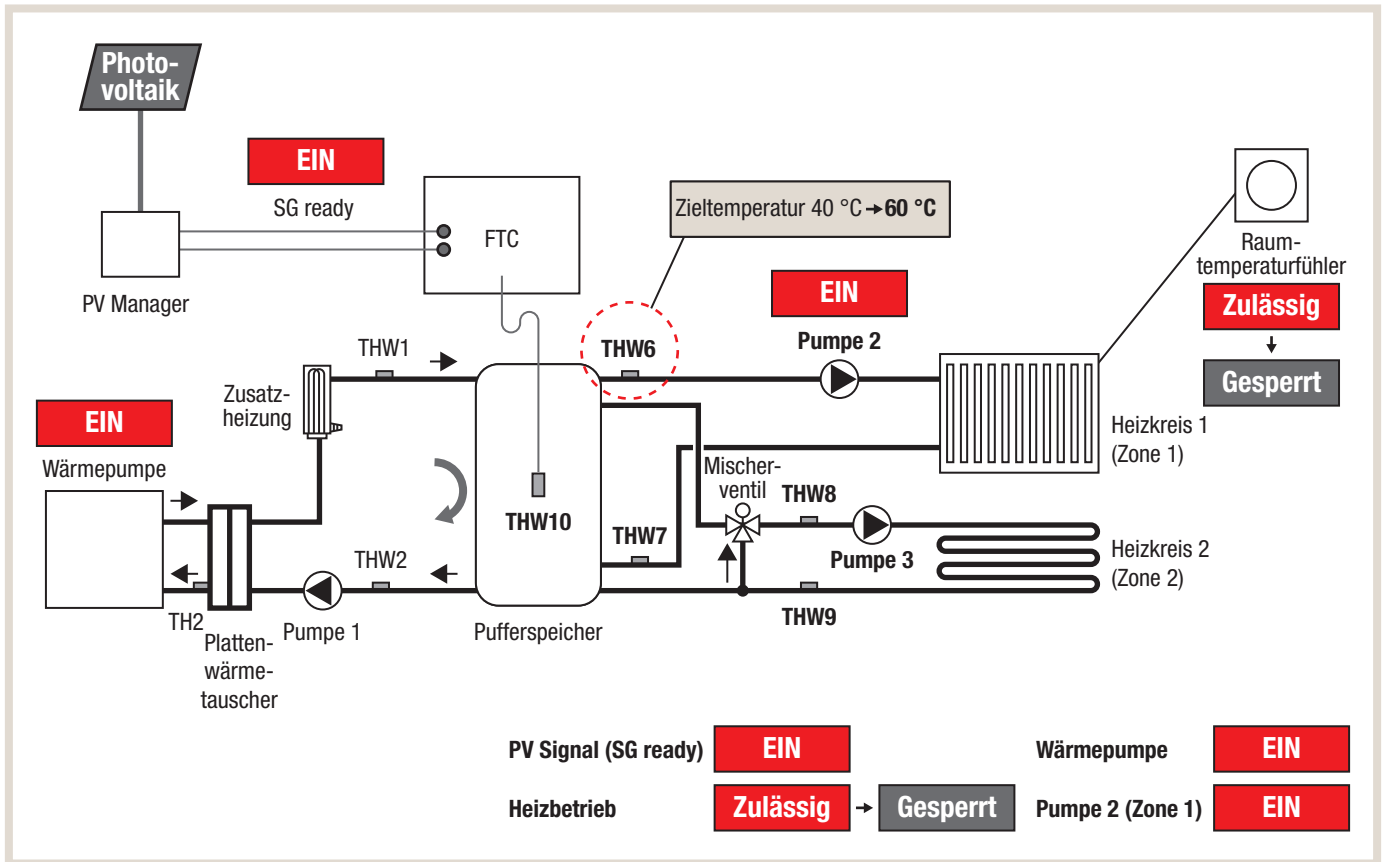 Photo-
voltaik
EIN
SG ready
FTC
PV Manager
Zieltemperatur 40 °C → 60 °C
EIN
Pumpe 2
Raum-
temperaturfühler
Zulässig
Gesperrt
THW1
THW6
Zusatz-
heizung
EIN
Wärmepumpe
Heizkreis 1
(Zone 1)
Mischer-
ventil
THW10
THW7
THW8
Pumpe 3
Heizkreis 2
(Zone 2)
THW2
THW9
TH2
Pumpe 1
Pufferspeicher
Platten-
wärme-
tauscher
PV Signal (SG ready) EIN
Wärmepumpe EIN
Heizbetrieb Zulässig → Gesperrt
Pumpe 2 (Zone 1) EIN